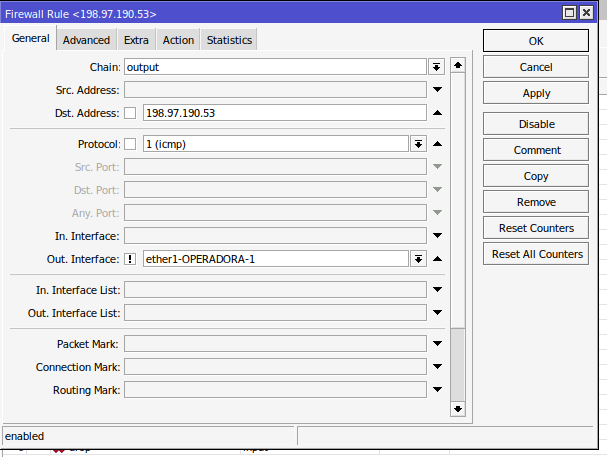 Firewall Rule <198.97.190.53>
General Advanced Extra Action Statistics
Chain: output
Src. Address:
Dst. Address: 198.97.190.53
Protocol: 1 (icmp)
Src. Port:
Dst. Port:
Any. Port:
In. Interface:
Out. Interface: ! ether1-OPERADORA-1
In. Interface List:
Out. Interface List:
Packet Mark:
Connection Mark:
Routing Mark:
OK
Cancel
Apply
Disable
Comment
Copy
Remove
Reset Counters
Reset All Counters
enabled